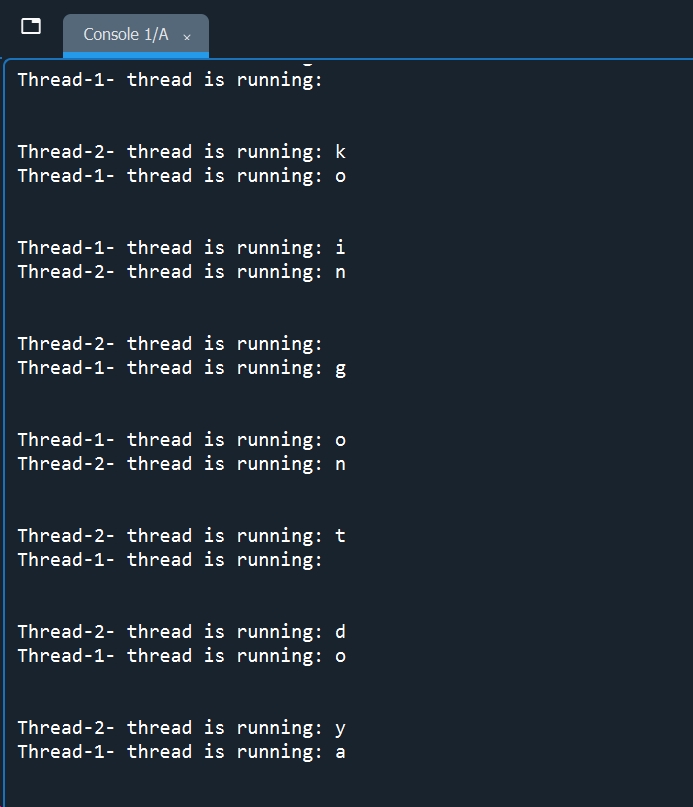 Console 1/A ×
Thread-1- thread is running:
Thread-2- thread is running: k
Thread-1- thread is running: o
Thread-1- thread is running: i
Thread-2- thread is running: n
Thread-2- thread is running:
Thread-1- thread is running: g
Thread-1- thread is running: o
Thread-2- thread is running: n
Thread-2- thread is running: t
Thread-1- thread is running:
Thread-2- thread is running: d
Thread-1- thread is running: o
Thread-2- thread is running: y
Thread-1- thread is running: a